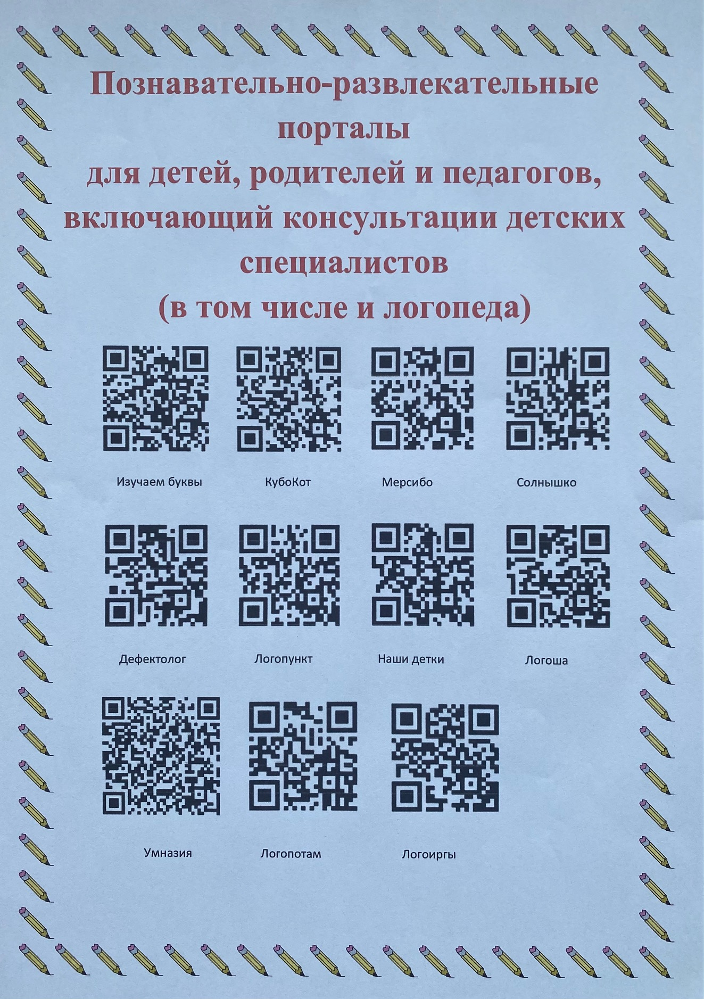 Познавательно-развлекательные
порталы
для детей, родителей и педагогов,
включающий консультации детских
специалистов
(в том числе и логопеда)
Изучаем буквы КубоКот Мерсибо Солнышко
Дефектолог Логопункт Наши детки Логоша
Умназия Логопотам Логоиргы